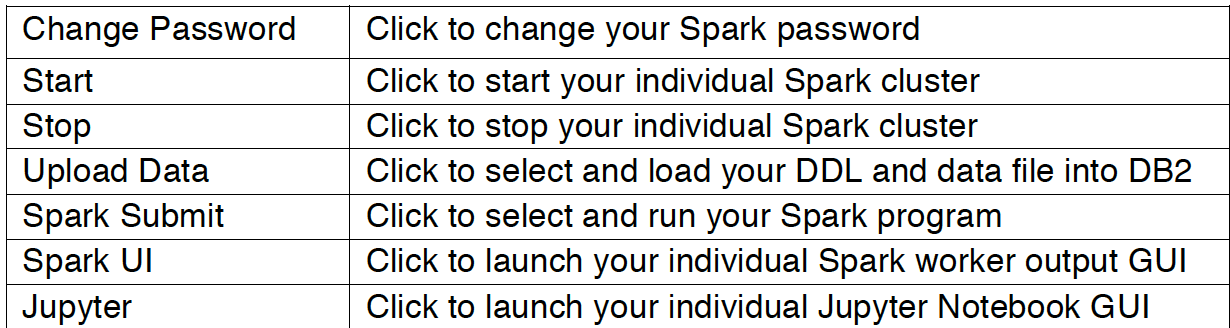 Change Password Click to change your Spark password
Start Click to start your individual Spark cluster
Stop Click to stop your individual Spark cluster
Upload Data Click to select and load your DDL and data file into DB2
Spark Submit Click to select and run your Spark program
Spark UI Click to launch your individual Spark worker output GUI
Jupyter Click to launch your individual Jupyter Notebook GUI